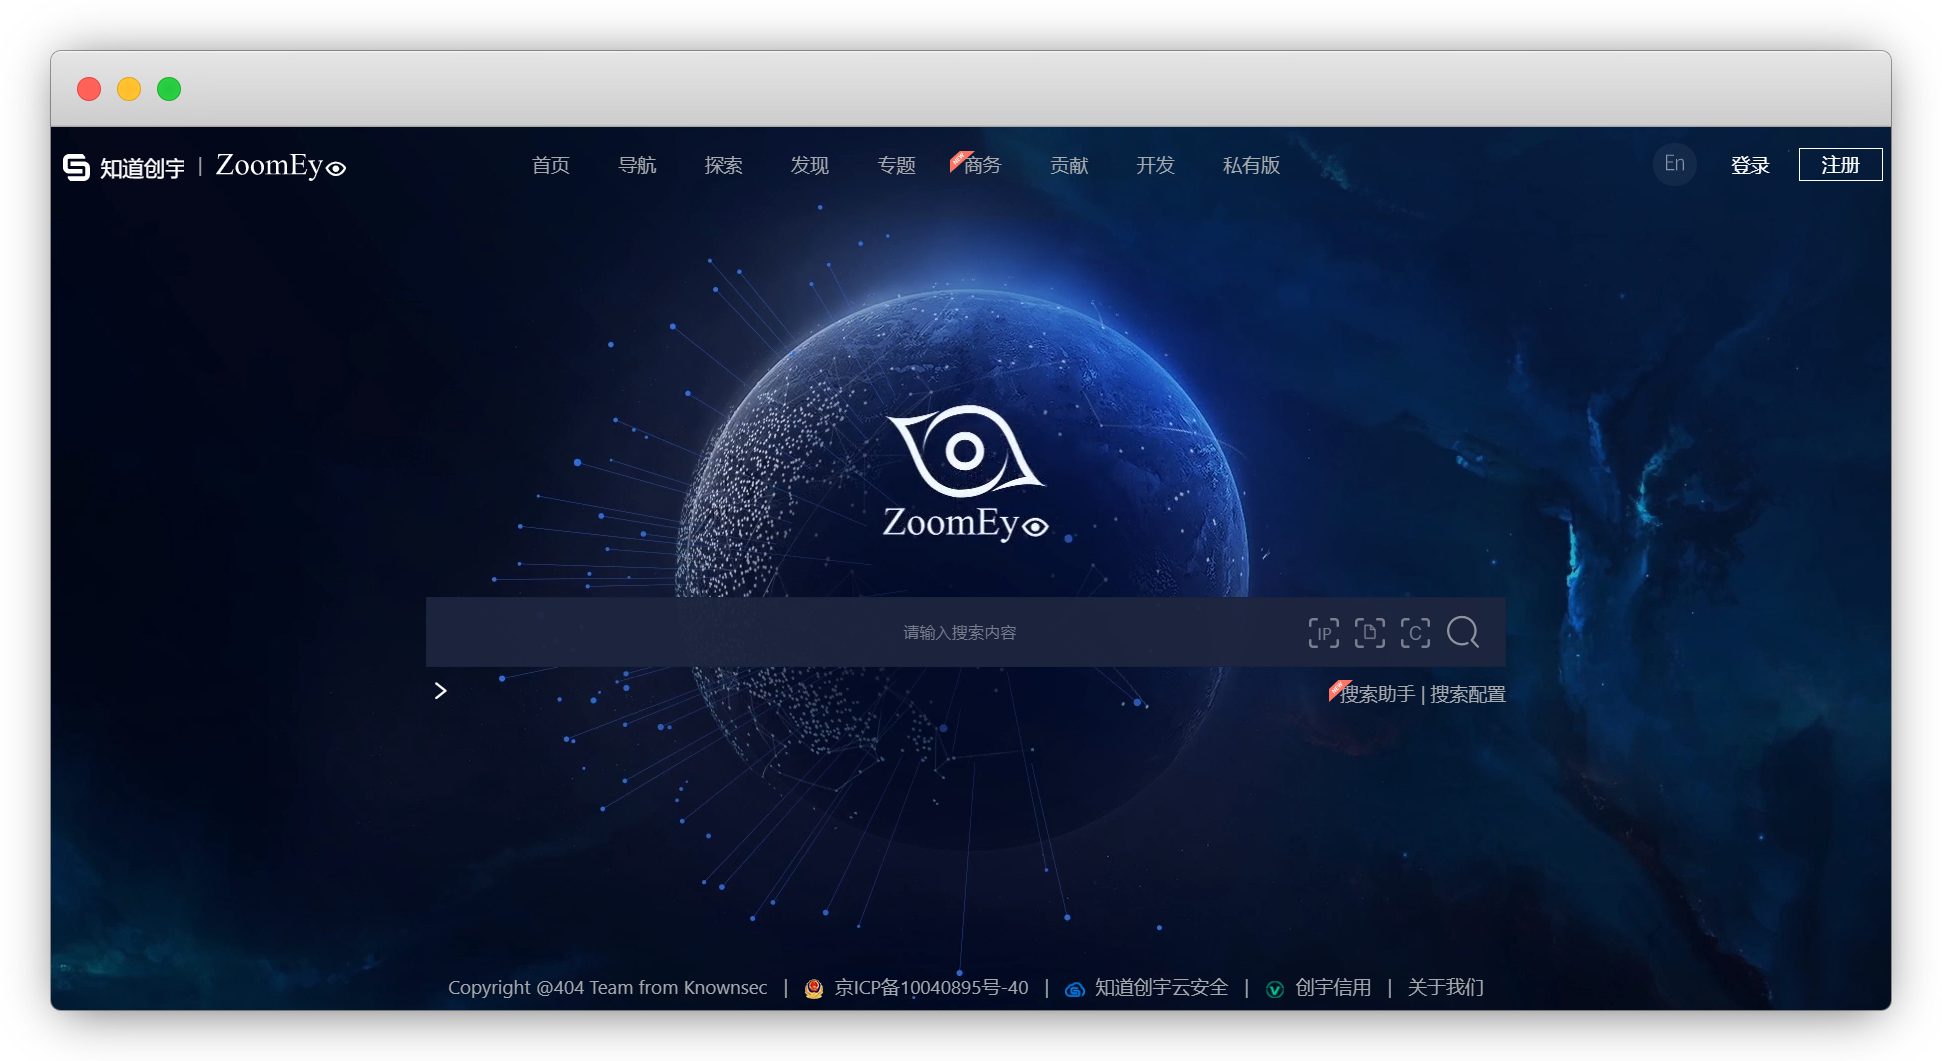 知道创宇 | ZoomEye 首页 导航 探索 发现 专题 NEW 商务 贡献 开发 私有版 En 登录 注册
ZoomEye
请输入搜索内容 IP C
NEW 搜索助手 | 搜索配置
Copyright @404 Team from Knownsec | 京ICP备10040895号-40 | 知道创宇云安全 | 创宇信用 | 关于我们